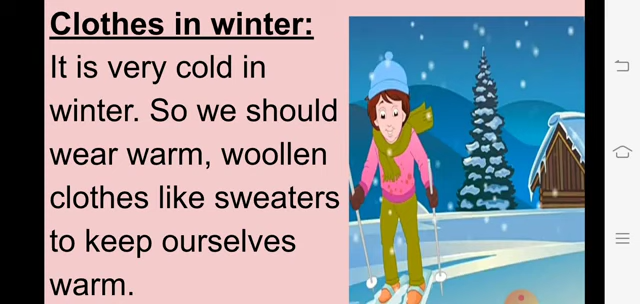 Clothes in winter:
It is very cold in
winter. So we should
wear warm, woollen
clothes like sweaters
to keep ourselves
warm.